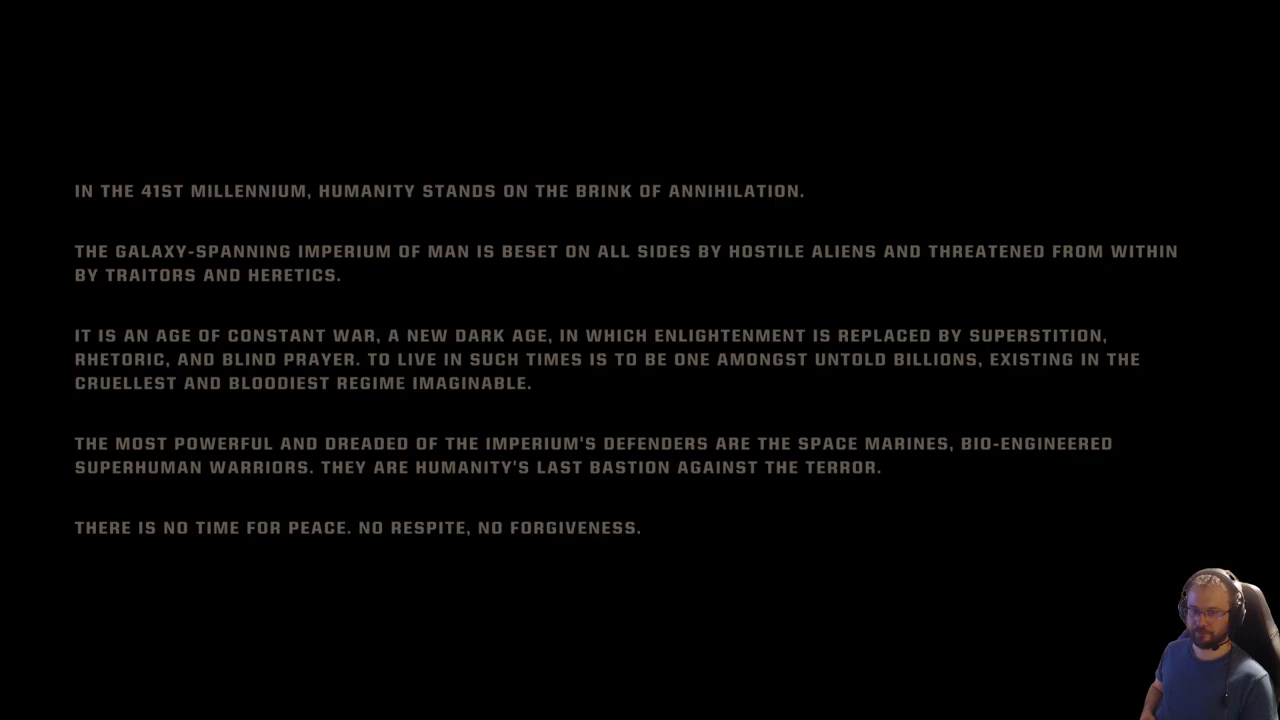 IN THE 41ST MILLENNIUM, HUMANITY STANDS ON THE BRINK OF ANNIHILATION.
THE GALAXY-SPANNING IMPERIUM OF MAN IS BESET ON ALL SIDES BY HOSTILE ALIENS AND THREATENED FROM WITHIN
BY TRAITORS AND HERETICS.
IT IS AN AGE OF CONSTANT WAR, A NEW DARK AGE, IN WHICH ENLIGHTENMENT IS REPLACED BY SUPERSTITION,
RHETORIC, AND BLIND PRAYER. TO LIVE IN SUCH TIMES IS TO BE ONE AMONGST UNTOLD BILLIONS, EXISTING IN THE
CRUELLEST AND BLOODIEST REGIME IMAGINABLE.
THE MOST POWERFUL AND DREADED OF THE IMPERIUM'S DEFENDERS ARE THE SPACE MARINES, BIO-ENGINEERED
SUPERHUMAN WARRIORS. THEY ARE HUMANITY'S LAST BASTION AGAINST THE TERROR.
THERE IS NO TIME FOR PEACE. NO RESPITE, NO FORGIVENESS.